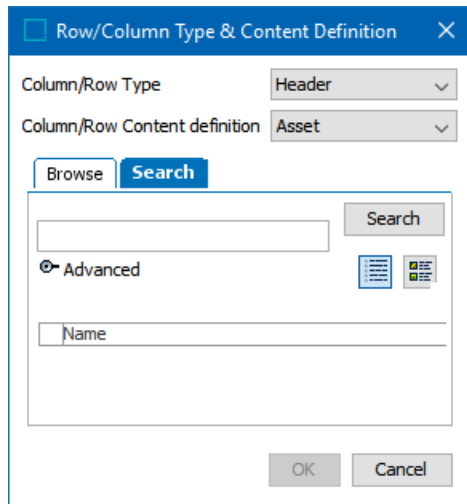 Row/Column Type & Content Definition
Column/Row Type Header
Column/Row Content definition Asset
Browse Search
Search
Advanced
Name
OK Cancel